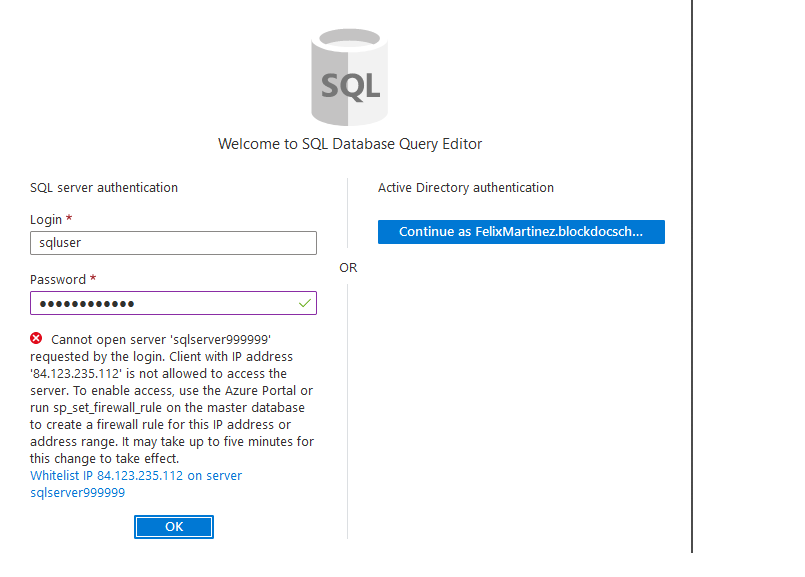 SQL
Welcome to SQL Database Query Editor
SQL server authentication
Login *
sqluser
Password *
●●●●●●●●●●●●
Cannot open server 'sqlserver999999'
requested by the login. Client with IP address
'84.123.235.112' is not allowed to access the
server. To enable access, use the Azure Portal or
run sp_set_firewall_rule on the master database
to create a firewall rule for this IP address or
address range. It may take up to five minutes for
this change to take effect.
Whitelist IP 84.123.235.112 on server
sqlserver999999
OK
OR
Active Directory authentication
Continue as FelixMartinez.blockdocsch...